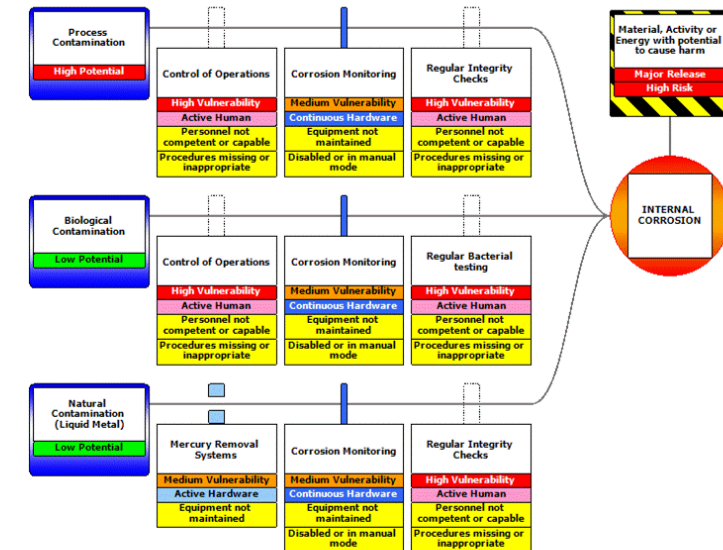 Process
Contamination
High Potential
Control of Operations
High Vulnerability
Active Human
Personnel not
competent or capable
Procedures missing or
inappropriate
Corrosion Monitoring
Medium Vulnerability
Continuous Hardware
Equipment not
maintained
Disabled or in manual
mode
Regular Integrity
Checks
High Vulnerability
Active Human
Personnel not
competent or capable
Procedures missing or
inappropriate
Material, Activity or
Energy with potential
to cause harm
Major Release
High Risk
INTERNAL
CORROSION
Biological
Contamination
Low Potential
Control of Operations
High Vulnerability
Active Human
Personnel not
competent or capable
Procedures missing or
inappropriate
Corrosion Monitoring
Medium Vulnerability
Continuous Hardware
Equipment not
maintained
Disabled or in manual
mode
Regular Bacterial
testing
High Vulnerability
Active Human
Personnel not
competent or capable
Procedures missing or
inappropriate
Natural
Contamination
(Liquid Metal)
Low Potential
Mercury Removal
Systems
Medium Vulnerability
Active Hardware
Equipment not
maintained
Corrosion Monitoring
Medium Vulnerability
Continuous Hardware
Equipment not
maintained
Disabled or in manual
mode
Regular Integrity
Checks
High Vulnerability
Active Human
Personnel not
competent or capable
Procedures missing or
inappropriate